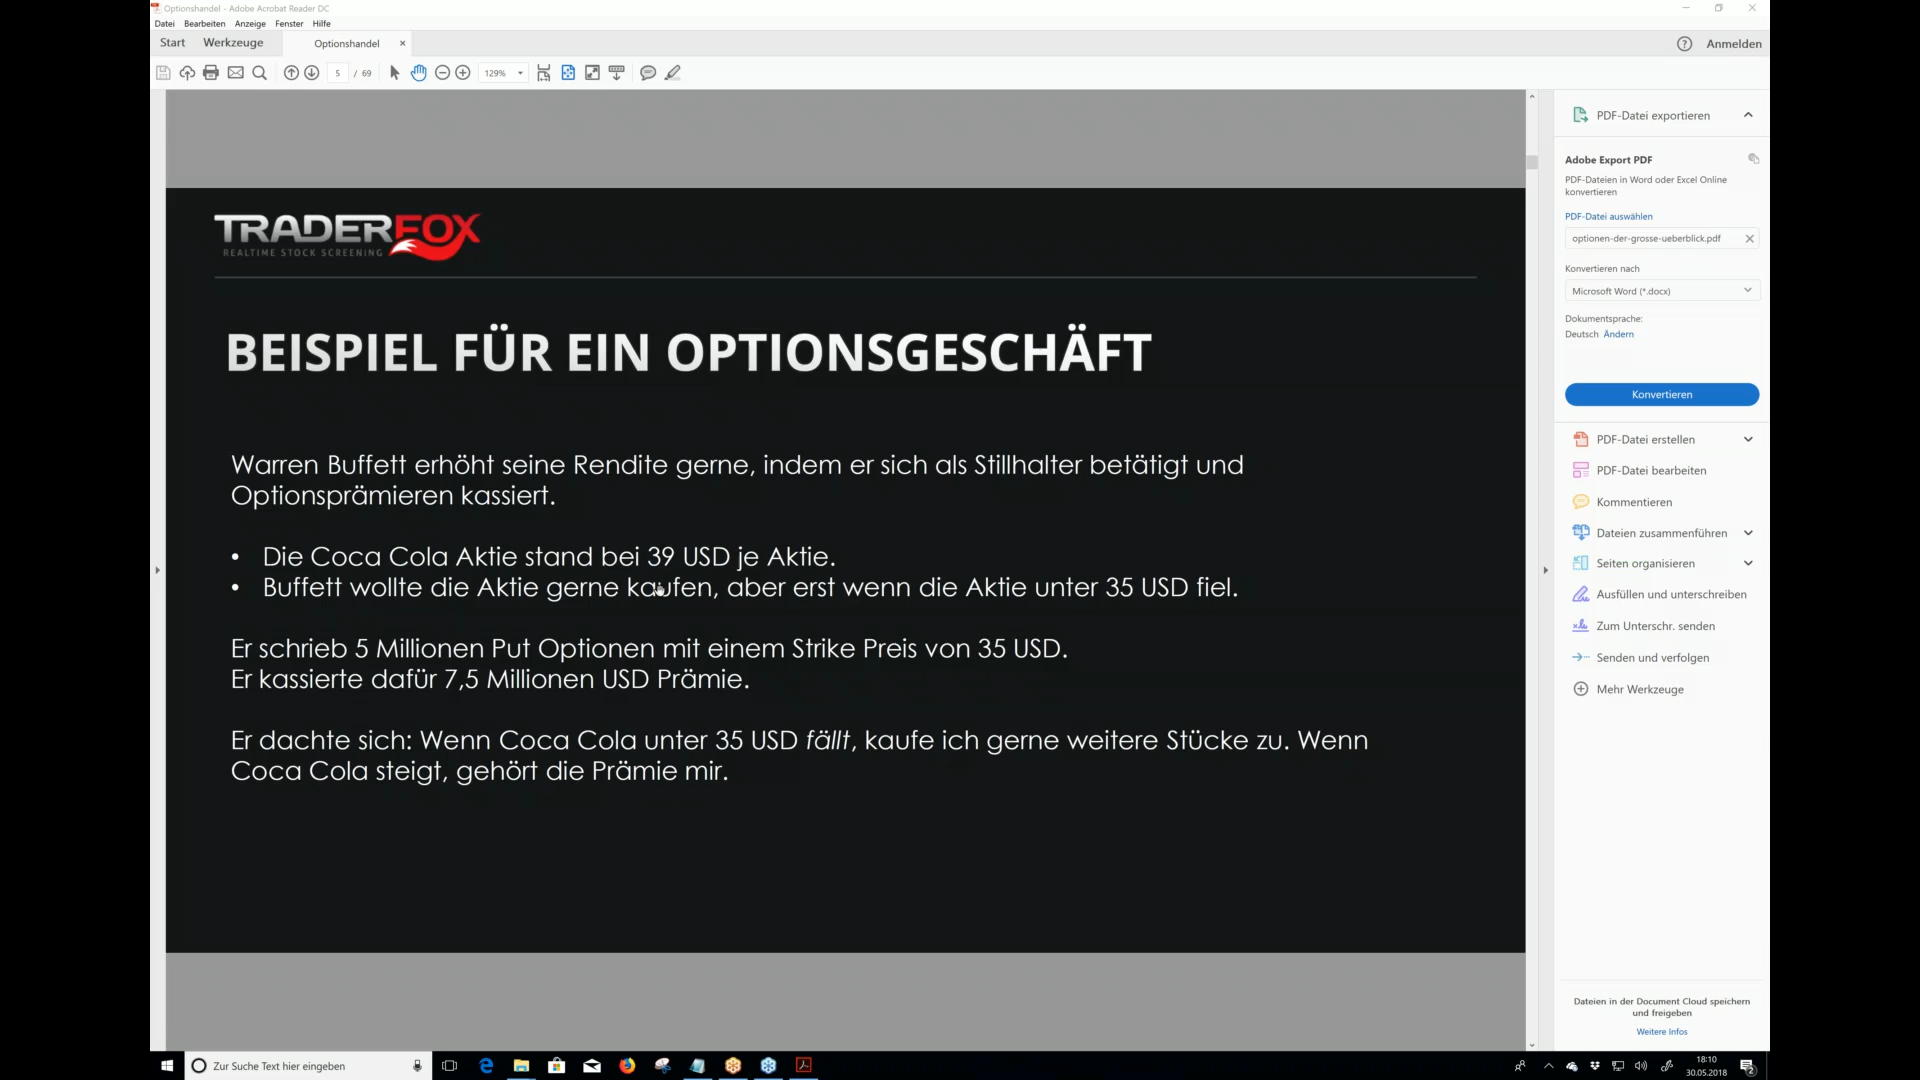 Optionshandel - Adobe Acrobat Reader DC
Datei Bearbeiten Anzeige Fenster Hilfe
Start Werkzeuge Optionshandel × Anmelden
5 / 69 129%
TRADERFOX
REALTIME STOCK SCREENING
BEISPIEL FÜR EIN OPTIONSGESCHÄFT
Warren Buffett erhöht seine Rendite gerne, indem er sich als Stillhalter betätigt und
Optionsprämieren kassiert.
• Die Coca Cola Aktie stand bei 39 USD je Aktie.
• Buffett wollte die Aktie gerne kaufen, aber erst wenn die Aktie unter 35 USD fiel.
Er schrieb 5 Millionen Put Optionen mit einem Strike Preis von 35 USD.
Er kassierte dafür 7,5 Millionen USD Prämie.
Er dachte sich: Wenn Coca Cola unter 35 USD fällt, kaufe ich gerne weitere Stücke zu. Wenn
Coca Cola steigt, gehört die Prämie mir.
PDF-Datei exportieren
Adobe Export PDF
PDF-Dateien in Word oder Excel Online
konvertieren
PDF-Datei auswählen
optionen-der-grosse-ueberblick.pdf
Konvertieren nach
Microsoft Word (*.docx)
Dokumentsprache:
Deutsch Ändern
Konvertieren
PDF-Datei erstellen
PDF-Datei bearbeiten
Kommentieren
Dateien zusammenführen
Seiten organisieren
Ausfüllen und unterschreiben
Zum Unterschr. senden
Senden und verfolgen
Mehr Werkzeuge
Dateien in der Document Cloud speichern
und freigeben
Weitere Infos
Zur Suche Text hier eingeben
18:10
30.05.2018
2